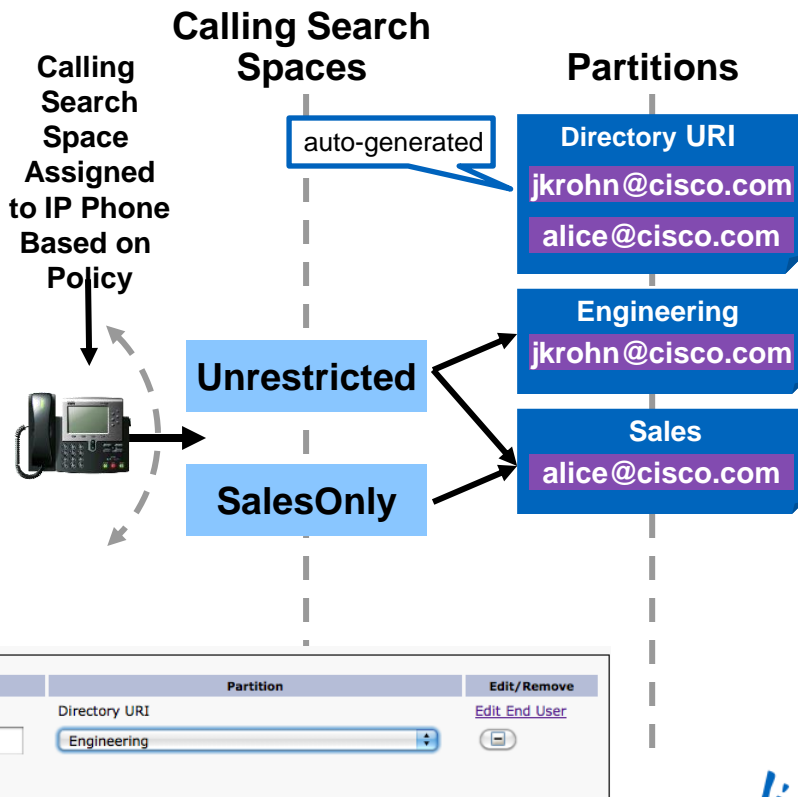 Calling Search
Spaces
Partitions
Calling
Search
Space
Assigned
to IP Phone
Based on
Policy
auto-generated
Directory URI
jkrohn@cisco.com
alice@cisco.com
Engineering
jkrohn@cisco.com
Unrestricted
Sales
alice@cisco.com
SalesOnly
Partition
Edit/Remove
Directory URI
Edit End User
Engineering